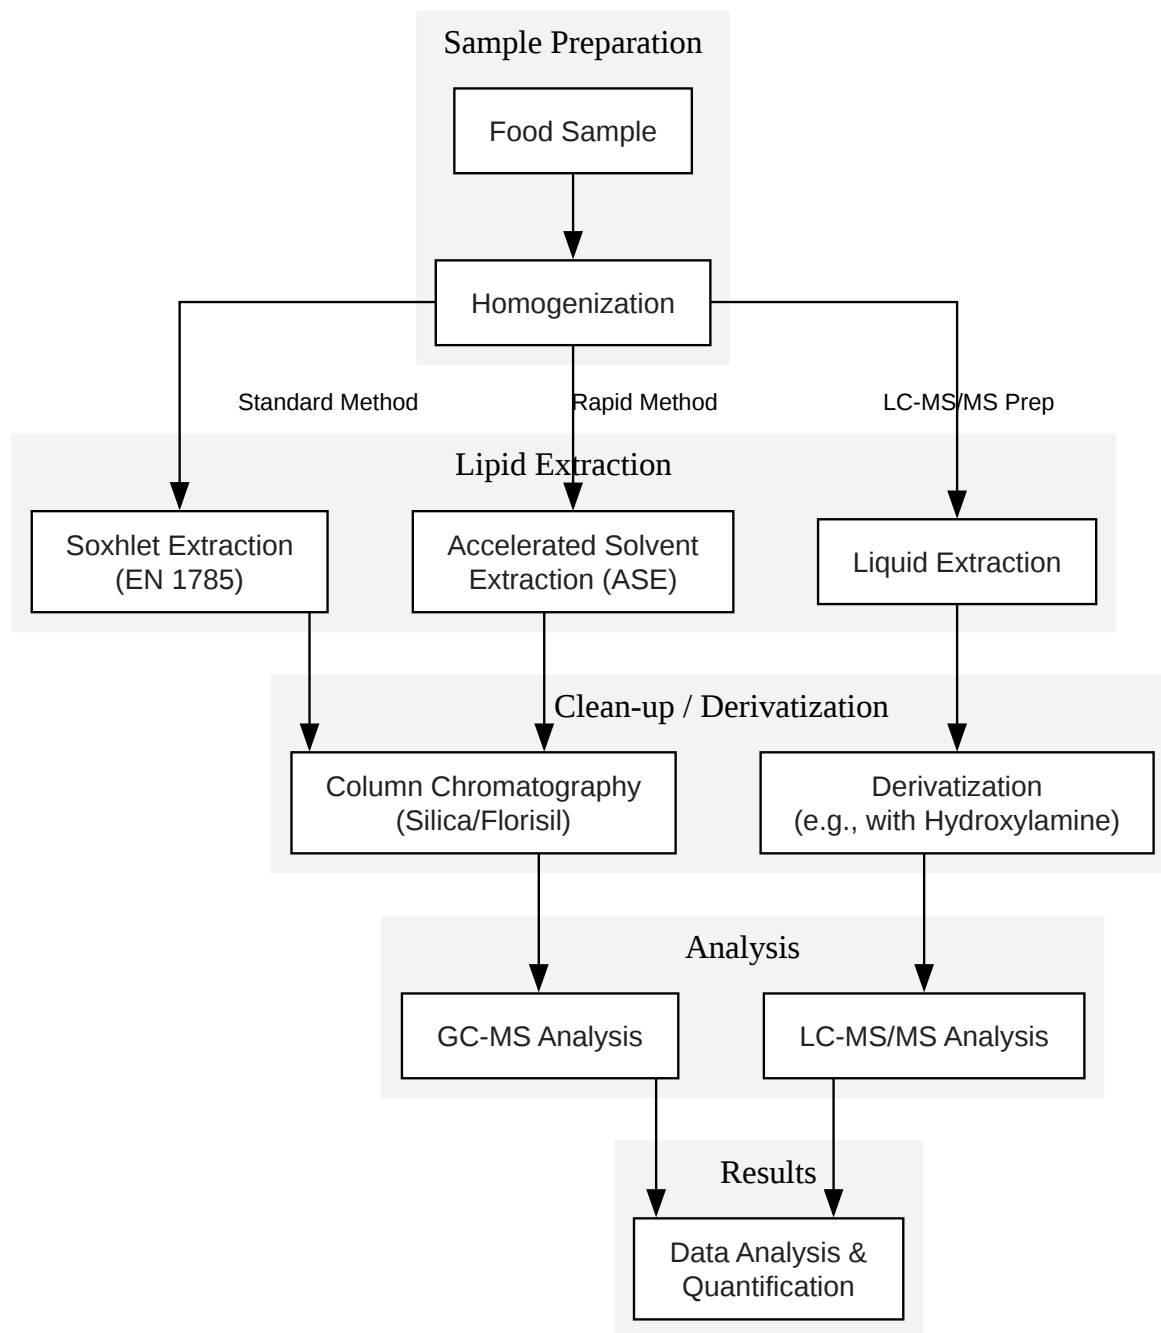 Sample Preparation
Food Sample
Homogenization
Standard Method
Rapid Method
LC-MS/MS Prep
Lipid Extraction
Soxhlet Extraction
(EN 1785)
Accelerated Solvent
Extraction (ASE)
Liquid Extraction
Clean-up / Derivatization
Column Chromatography
(Silica/Florisil)
Derivatization
(e.g., with Hydroxylamine)
Analysis
GC-MS Analysis
LC-MS/MS Analysis
Results
Data Analysis &
Quantification